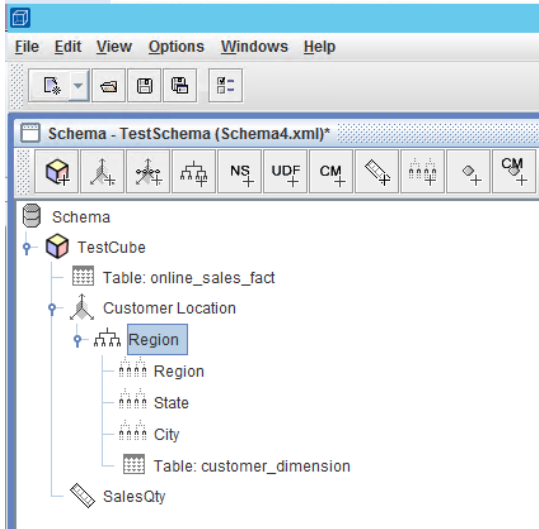 File Edit View Options Windows Help
Schema - TestSchema (Schema4.xml)*
NS UDF CM CM
Schema
TestCube
Table: online_sales_fact
Customer Location
Region
Region
State
City
Table: customer_dimension
SalesQty